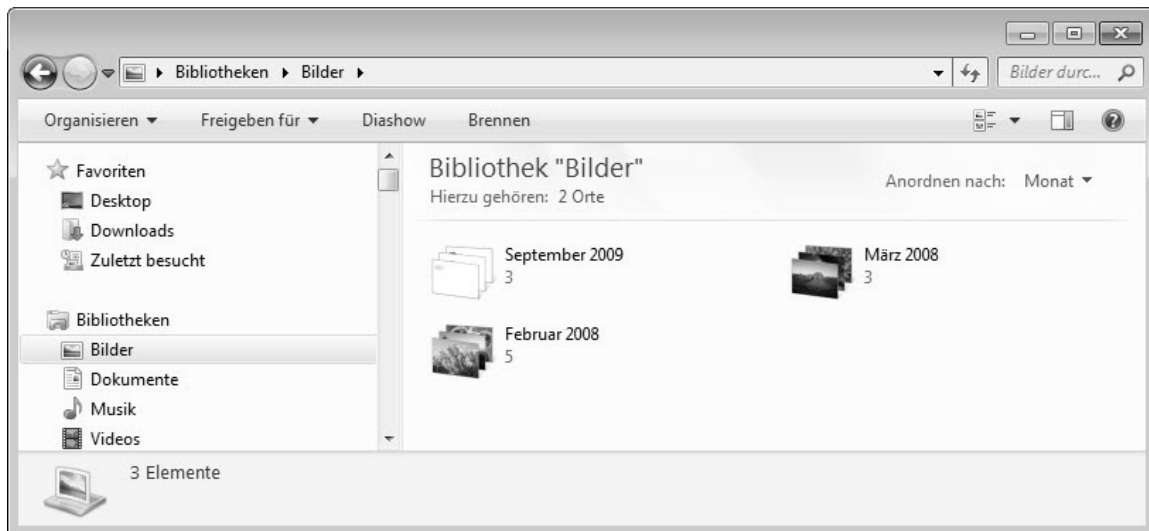 Bibliotheken Bilder
Bilder durc...
Organisieren Freigeben für Diashow Brennen
Favoriten
Desktop
Downloads
Zuletzt besucht
Bibliotheken
Bilder
Dokumente
Musik
Videos
Bibliothek "Bilder"
Hierzu gehören: 2 Orte
Anordnen nach: Monat
September 2009
3
März 2008
3
Februar 2008
5
3 Elemente